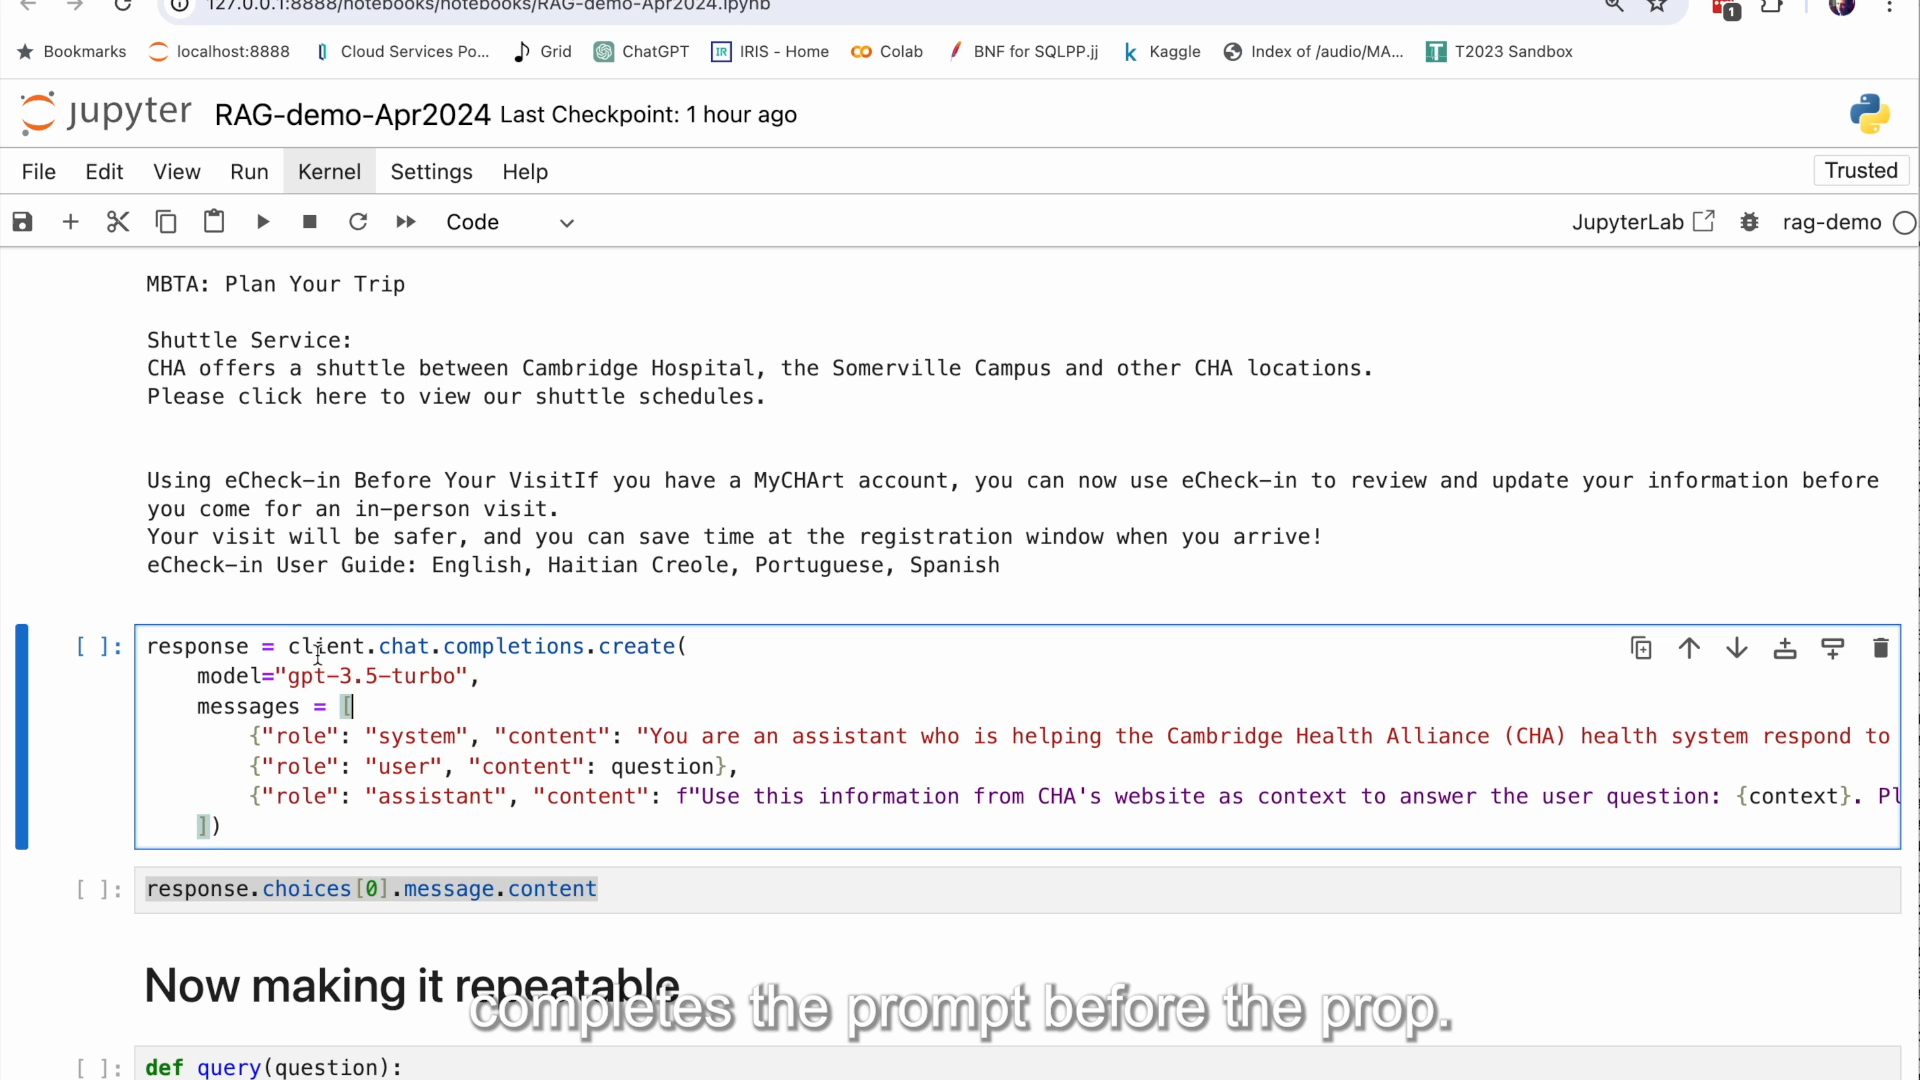 127.0.0.1:8888/notebooks/notebooks/RAG-demo-Apr2024.ipynb
1
Bookmarks localhost:8888 Cloud Services Po... Grid ChatGPT IRIS - Home Colab BNF for SQLPP.jj Kaggle Index of /audio/MA... T2023 Sandbox
jupyter RAG-demo-Apr2024 Last Checkpoint: 1 hour ago
File Edit View Run Kernel Settings Help Trusted
Code JupyterLab rag-demo
MBTA: Plan Your Trip
Shuttle Service:
CHA offers a shuttle between Cambridge Hospital, the Somerville Campus and other CHA locations.
Please click here to view our shuttle schedules.
Using eCheck-in Before Your VisitIf you have a MyCHArt account, you can now use eCheck-in to review and update your information before
you come for an in-person visit.
Your visit will be safer, and you can save time at the registration window when you arrive!
eCheck-in User Guide: English, Haitian Creole, Portuguese, Spanish
[ ]: response = client.chat.completions.create(
model="gpt-3.5-turbo",
messages = [
{"role": "system", "content": "You are an assistant who is helping the Cambridge Health Alliance (CHA) health system respond to
{"role": "user", "content": question},
{"role": "assistant", "content": f"Use this information from CHA's website as context to answer the user question: {context}. Pl
])
[ ]: response.choices[0].message.content
Now making it repeatable
completes the prompt before the prop.
[ ]: def query(question):